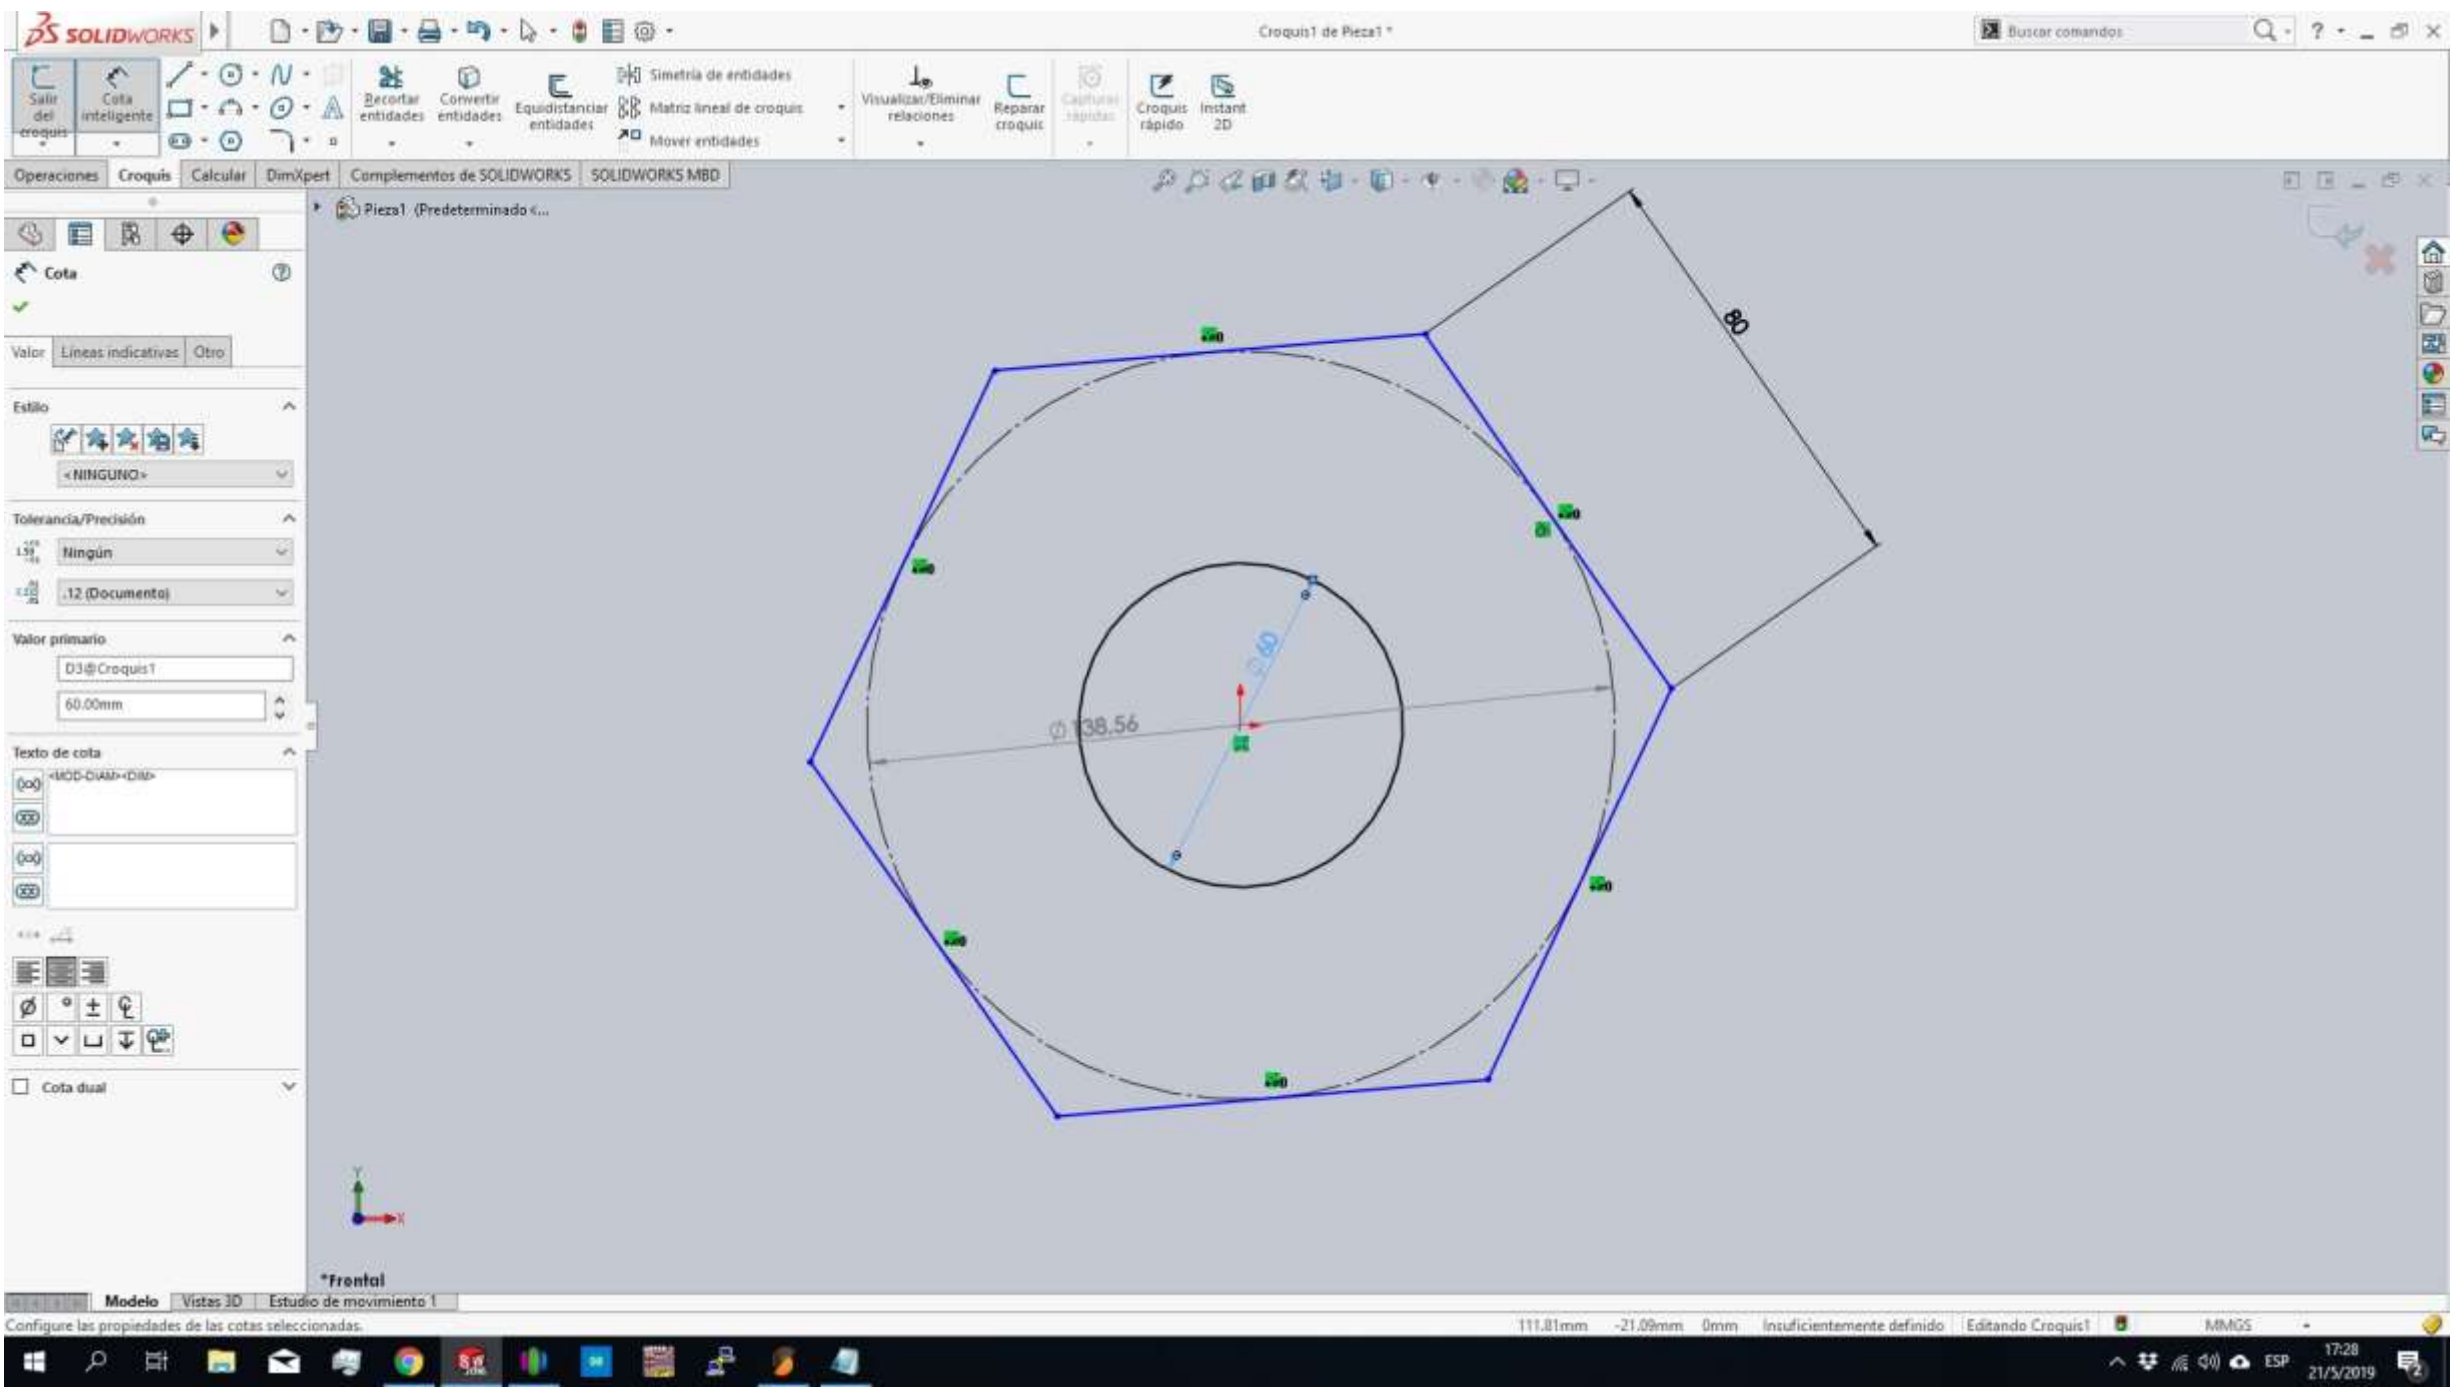 SOLIDWORKS
Croquis1 de Pieza1 *
Buscar comandos
Salir del croquis
Cota inteligente
Recortar entidades
Convertir entidades
Equidistanciar entidades
Simetría de entidades
Matriz lineal de croquis
Mover entidades
Visualizar/Eliminar relaciones
Reparar croquis
Capturas rápidas
Croquis rápido
Instant 2D
Operaciones Croquis Calcular DimXpert Complementos de SOLIDWORKS SOLIDWORKS MBD
Pieza1 (Predeterminado <...
Cota
Valor Líneas indicativas Otro
Estilo
<NINGUNO>
Tolerancia/Precisión
Ningún
.12 (Documento)
Valor primario
D3@Croquis1
60.00mm
Texto de cota
<MOD-DIAM><DIM>
Cota dual
80
Ø60
Ø138.56
Y
X
*Frontal
Modelo Vistas 3D Estudio de movimiento 1
Configure las propiedades de las cotas seleccionadas.
111.81mm -21.09mm 0mm Insuficientemente definido Editando Croquis1 MMGS
ESP
17:28
21/5/2019